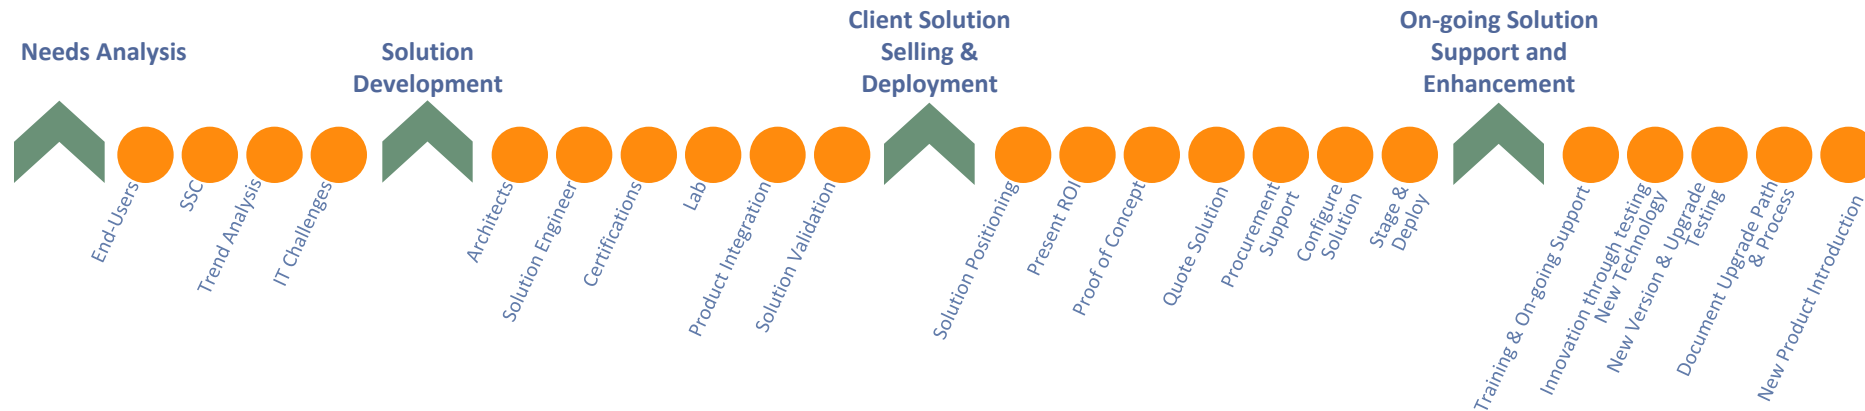 Needs Analysis
End-Users
SSC
Trend Analysis
IT Challenges
Solution
Development
Architects
Solution Engineer
Certifications
Lab
Product Integration
Solution Validation
Client Solution
Selling &
Deployment
Solution Positioning
Present ROI
Proof of Concept
Quote Solution
Procurement
Support
Configure
Solution
Stage &
Deploy
On-going Solution
Support and
Enhancement
Training & On-going Support
Innovation through testing
New Technology
New Version & Upgrade
Testing
Document Upgrade Path
& Process
New Product Introduction